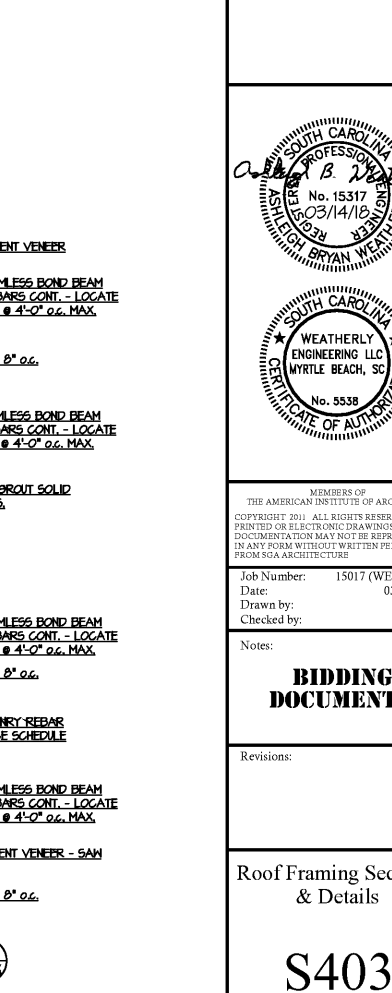 ENT VENEER
MLESS BOND BEAM
BARS CONT. - LOCATE
@ 4'-0" o.c. MAX.
8" o.c.
MLESS BOND BEAM
ARS CONT. - LOCATE
@ 4'-0" o.c. MAX.
GROUT SOLID
MLESS BOND BEAM
BARS CONT. - LOCATE
@ 4'-0" o.c. MAX.
8" o.c.
NRY REBAR
E SCHEDULE
MLESS BOND BEAM
BARS CONT. - LOCATE
@ 4'-0" o.c. MAX.
ENT VENEER - SAW
8" o.c.
SOUTH CAROLINA
REGISTERED PROFESSIONAL ENGINEER
No. 15317
03/14/18
ASHLEIGH BRYAN WEATH
SOUTH CAROLINA
WEATHERLY
ENGINEERING LLC
MYRTLE BEACH, SC
No. 5538
CERTIFICATE OF AUTHORIZ
MEMBERS OF
THE AMERICAN INSTITUTE OF ARC
COPYRIGHT 2011 ALL RIGHTS RESER
PRINTED OR ELECTRONIC DRAWINGS
DOCUMENTATION MAY NOT BE REPR
IN ANY FORM WITHOUT WRITTEN PE
FROM SGA ARCHITECTURE
Job Number: 15017 (WE
Date: 03
Drawn by:
Checked by:
Notes:
BIDDING
DOCUMENT
Revisions:
Roof Framing Sec
& Details
S403